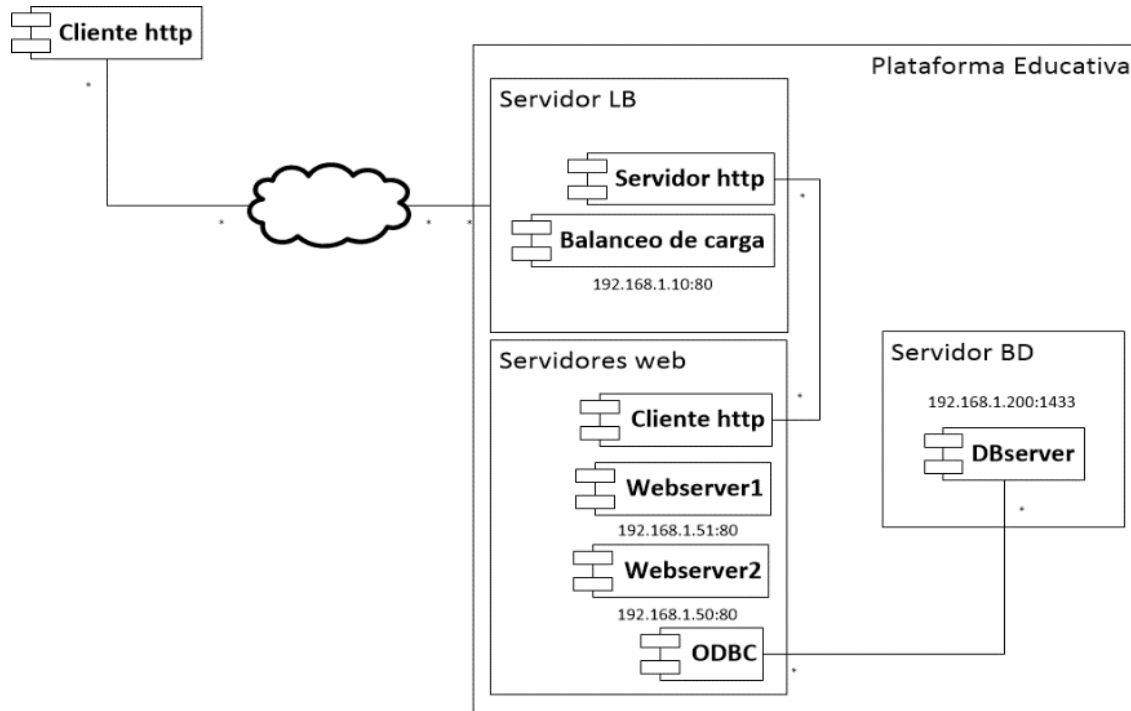 Cliente http
Plataforma Educativa
Servidor LB
Servidor http
Balanceo de carga
192.168.1.10:80
Servidores web
Cliente http
Webserver1
192.168.1.51:80
Webserver2
192.168.1.50:80
ODBC
Servidor BD
192.168.1.200:1433
DBserver